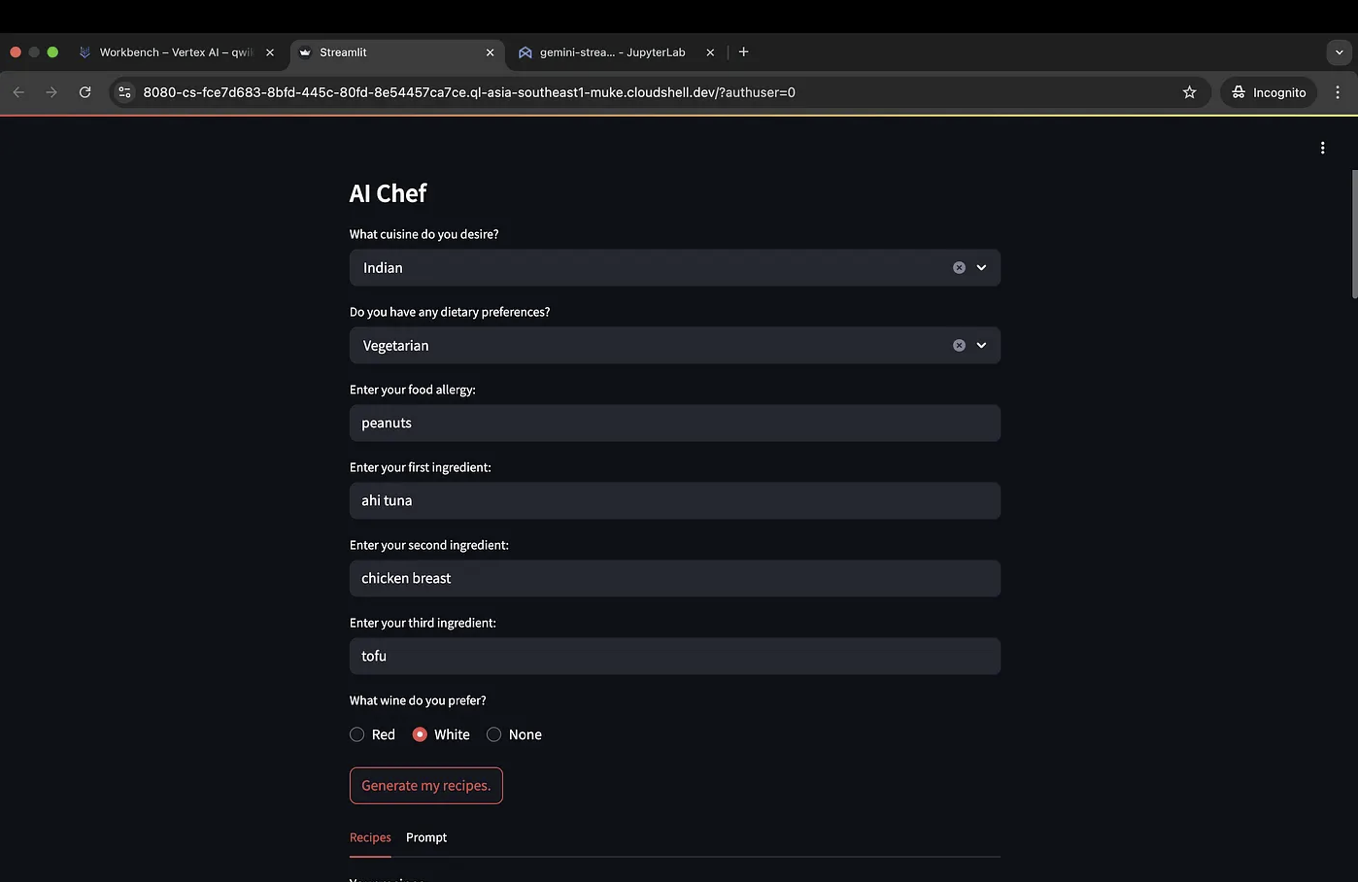 Workbench – Vertex AI – qwik
Streamlit
gemini-strea... - JupyterLab
8080-cs-fce7d683-8bfd-445c-80fd-8e54457ca7ce.ql-asia-southeast1-muke.cloudshell.dev/?authuser=0
Incognito
AI Chef
What cuisine do you desire?
Indian
Do you have any dietary preferences?
Vegetarian
Enter your food allergy:
peanuts
Enter your first ingredient:
ahi tuna
Enter your second ingredient:
chicken breast
Enter your third ingredient:
tofu
What wine do you prefer?
Red White None
Generate my recipes.
Recipes Prompt